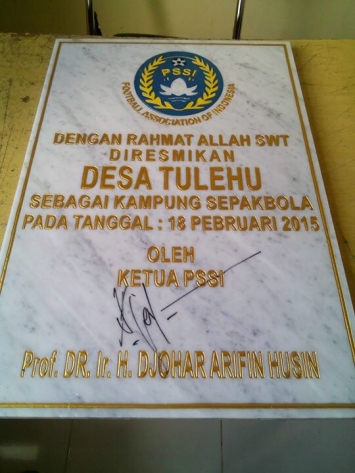 PSSI
FOOTBALL ASSOCIATION OF INDONESIA
DENGAN RAHMAT ALLAH SWT
DIRESMIKAN
DESA TULEHU
SEBAGAI KAMPUNG SEPAKBOLA
PADA TANGGAL : 18 PEBRUARI 2015
OLEH
KETUA PSSI
Prof. DR. Ir. H. DJOHAR ARIFIN HUSIN